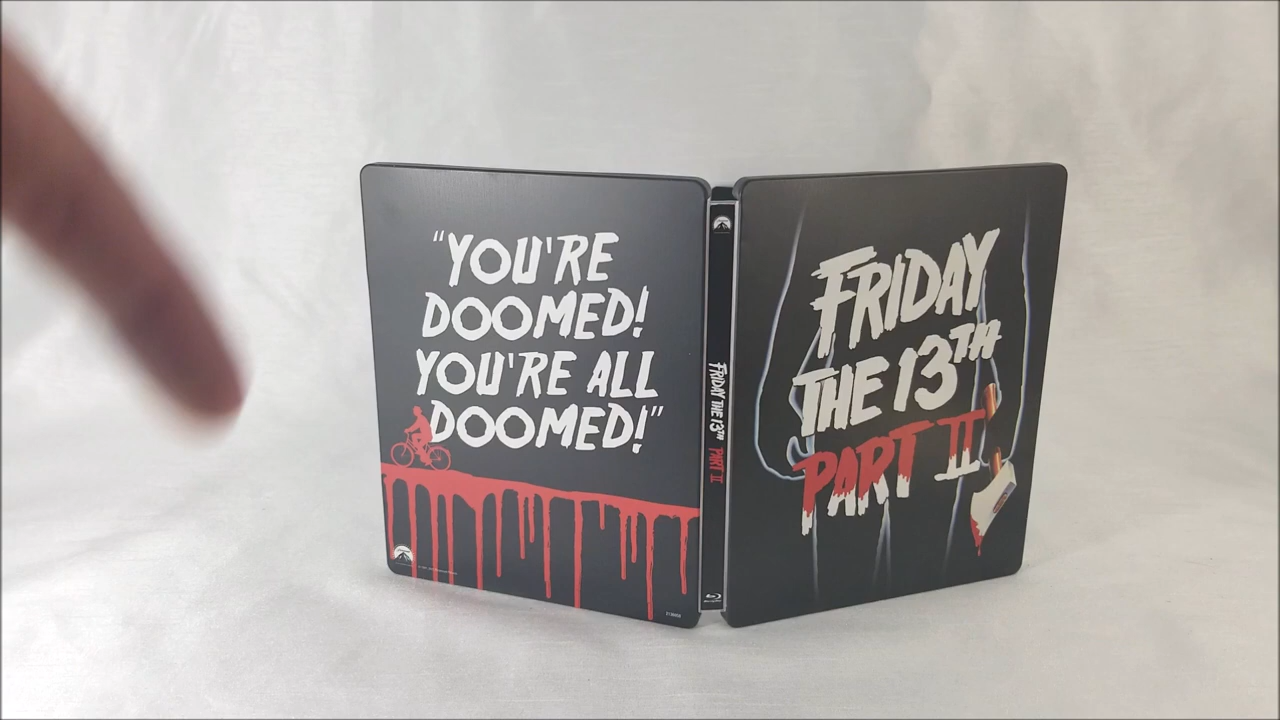 "YOU'RE
DOOMED!
YOU'RE ALL
DOOMED!"
FRIDAY THE 13TH PART II
FRIDAY
THE 13TH
PART II